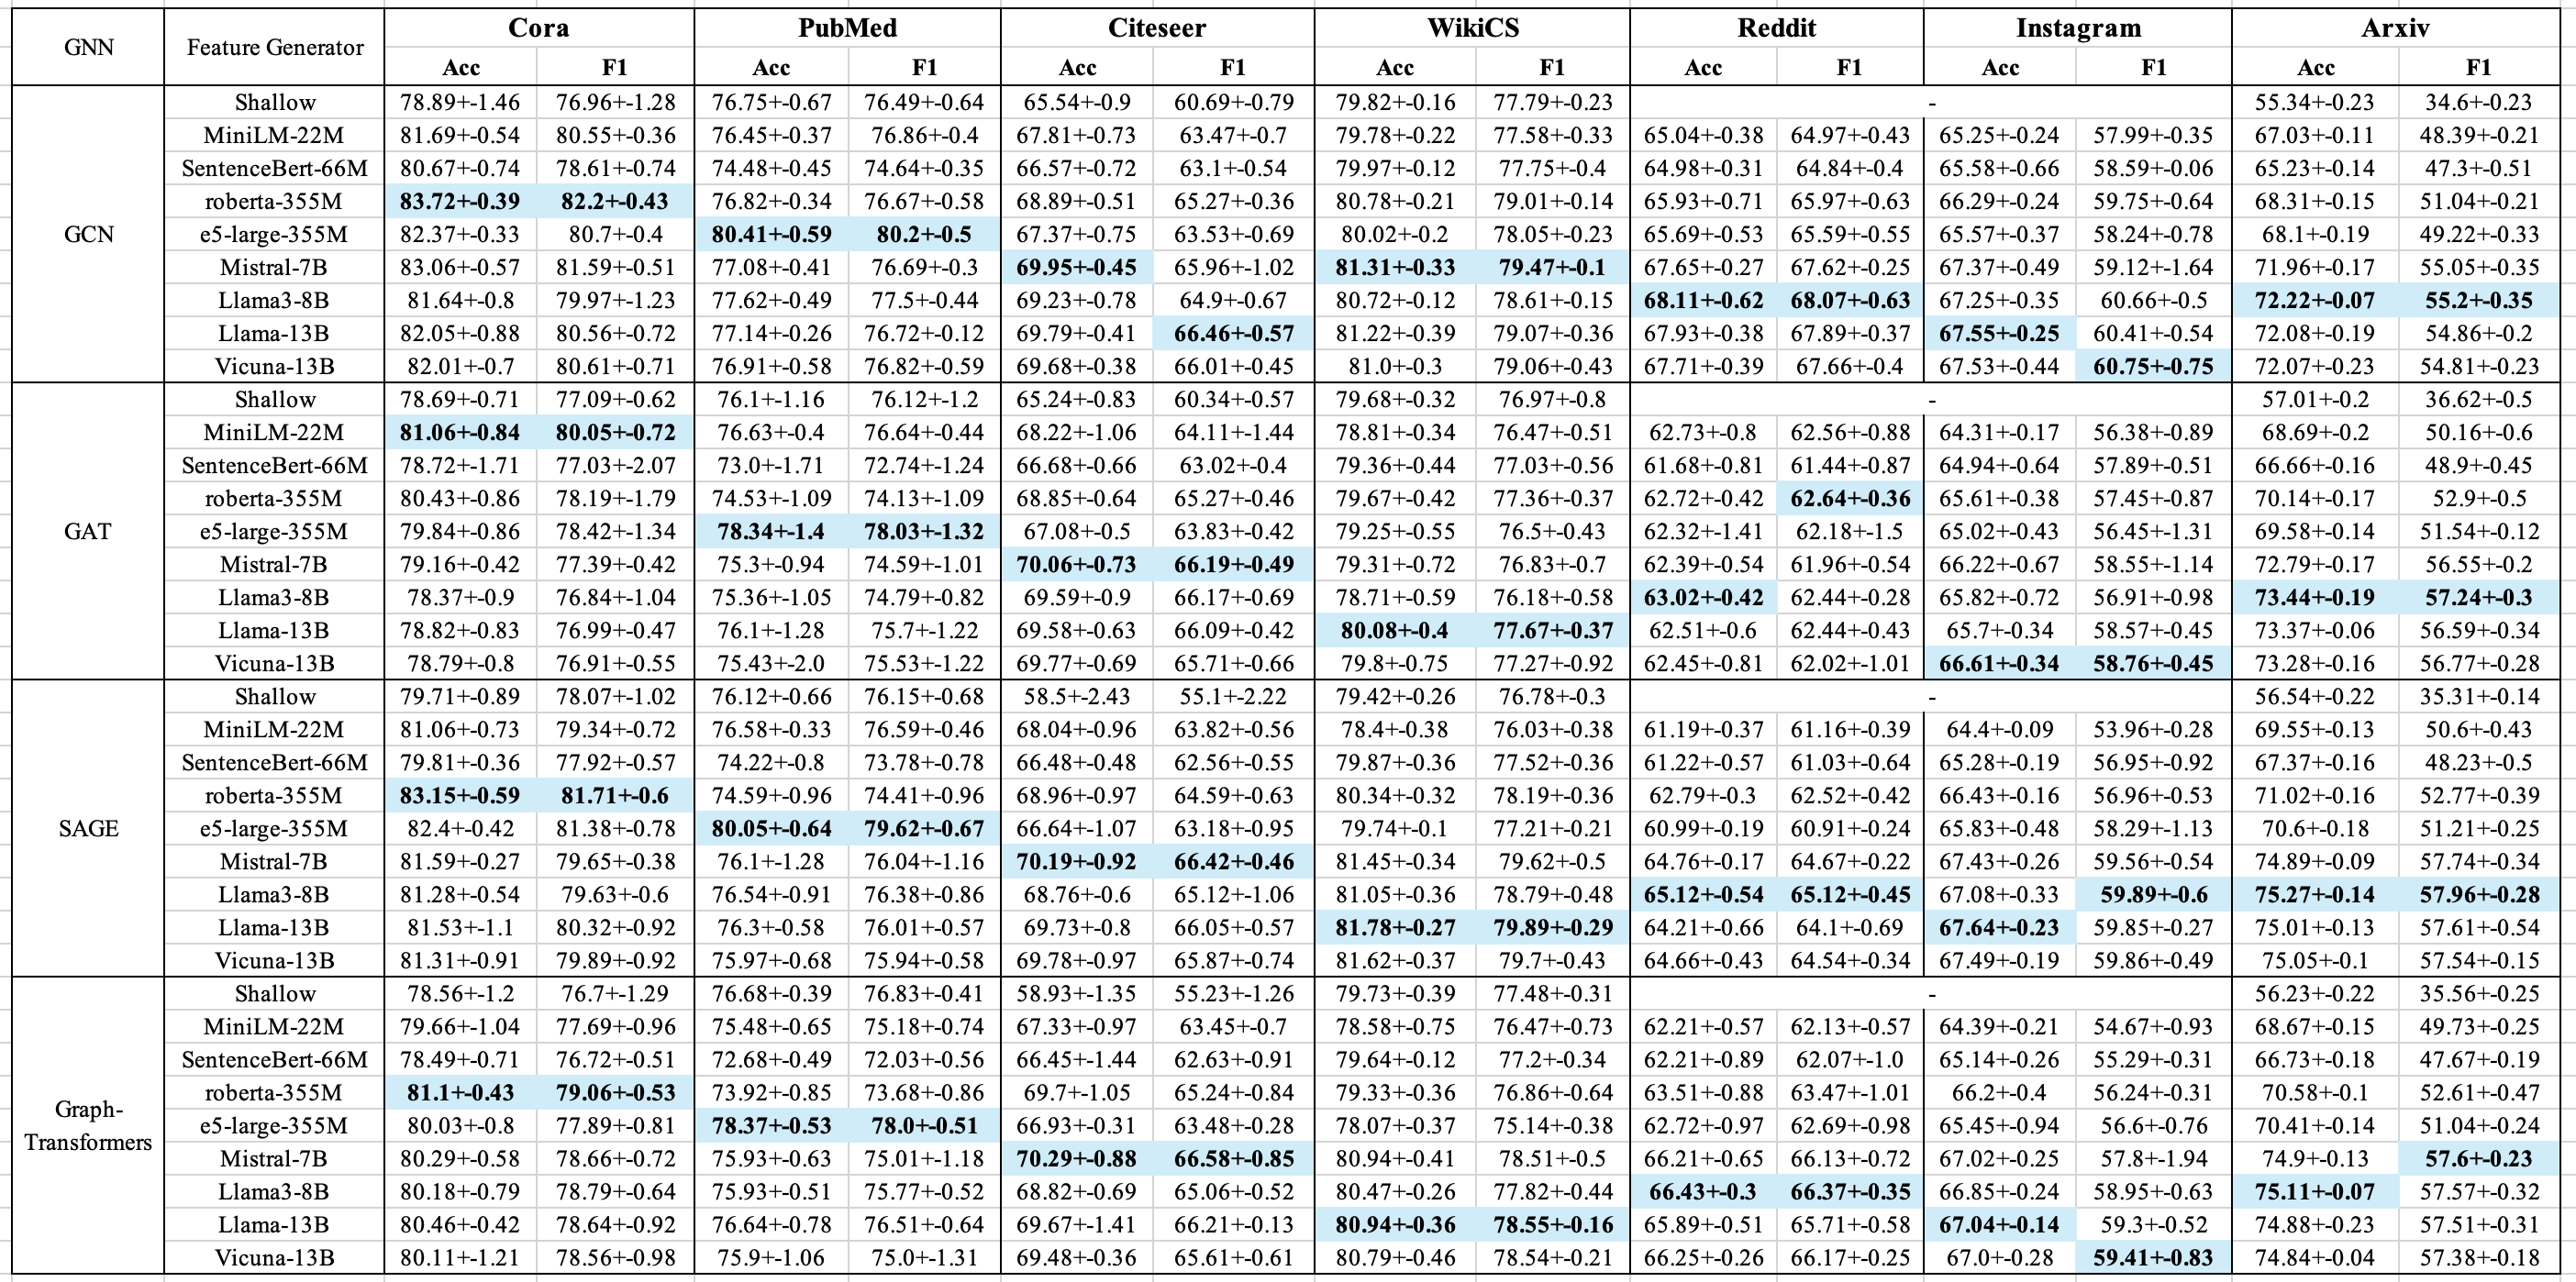 GNN Feature Generator Cora PubMed Citeseer WikiCS Reddit Instagram Arxiv
Acc F1 Acc F1 Acc F1 Acc F1 Acc F1 Acc F1 Acc F1
GCN
Shallow 78.89+-1.46 76.96+-1.28 76.75+-0.67 76.49+-0.64 65.54+-0.9 60.69+-0.79 79.82+-0.16 77.79+-0.23 - 55.34+-0.23 34.6+-0.23
MiniLM-22M 81.69+-0.54 80.55+-0.36 76.45+-0.37 76.86+-0.4 67.81+-0.73 63.47+-0.7 79.78+-0.22 77.58+-0.33 65.04+-0.38 64.97+-0.43 65.25+-0.24 57.99+-0.35 67.03+-0.11 48.39+-0.21
SentenceBert-66M 80.67+-0.74 78.61+-0.74 74.48+-0.45 74.64+-0.35 66.57+-0.72 63.1+-0.54 79.97+-0.12 77.75+-0.4 64.98+-0.31 64.84+-0.4 65.58+-0.66 58.59+-0.06 65.23+-0.14 47.3+-0.51
roberta-355M 83.72+-0.39 82.2+-0.43 76.82+-0.34 76.67+-0.58 68.89+-0.51 65.27+-0.36 80.78+-0.21 79.01+-0.14 65.93+-0.71 65.97+-0.63 66.29+-0.24 59.75+-0.64 68.31+-0.15 51.04+-0.21
e5-large-355M 82.37+-0.33 80.7+-0.4 80.41+-0.59 80.2+-0.5 67.37+-0.75 63.53+-0.69 80.02+-0.2 78.05+-0.23 65.69+-0.53 65.59+-0.55 65.57+-0.37 58.24+-0.78 68.1+-0.19 49.22+-0.33
Mistral-7B 83.06+-0.57 81.59+-0.51 77.08+-0.41 76.69+-0.3 69.95+-0.45 65.96+-1.02 81.31+-0.33 79.47+-0.1 67.65+-0.27 67.62+-0.25 67.37+-0.49 59.12+-1.64 71.96+-0.17 55.05+-0.35
Llama3-8B 81.64+-0.8 79.97+-1.23 77.62+-0.49 77.5+-0.44 69.23+-0.78 64.9+-0.67 80.72+-0.12 78.61+-0.15 68.11+-0.62 68.07+-0.63 67.25+-0.35 60.66+-0.5 72.22+-0.07 55.2+-0.35
Llama-13B 82.05+-0.88 80.56+-0.72 77.14+-0.26 76.72+-0.12 69.79+-0.41 66.46+-0.57 81.22+-0.39 79.07+-0.36 67.93+-0.38 67.89+-0.37 67.55+-0.25 60.41+-0.54 72.08+-0.19 54.86+-0.2
Vicuna-13B 82.01+-0.7 80.61+-0.71 76.91+-0.58 76.82+-0.59 69.68+-0.38 66.01+-0.45 81.0+-0.3 79.06+-0.43 67.71+-0.39 67.66+-0.4 67.53+-0.44 60.75+-0.75 72.07+-0.23 54.81+-0.23
GAT
Shallow 78.69+-0.71 77.09+-0.62 76.1+-1.16 76.12+-1.2 65.24+-0.83 60.34+-0.57 79.68+-0.32 76.97+-0.8 - 57.01+-0.2 36.62+-0.5
MiniLM-22M 81.06+-0.84 80.05+-0.72 76.63+-0.4 76.64+-0.44 68.22+-1.06 64.11+-1.44 78.81+-0.34 76.47+-0.51 62.73+-0.8 62.56+-0.88 64.31+-0.17 56.38+-0.89 68.69+-0.2 50.16+-0.6
SentenceBert-66M 78.72+-1.71 77.03+-2.07 73.0+-1.71 72.74+-1.24 66.68+-0.66 63.02+-0.4 79.36+-0.44 77.03+-0.56 61.68+-0.81 61.44+-0.87 64.94+-0.64 57.89+-0.51 66.66+-0.16 48.9+-0.45
roberta-355M 80.43+-0.86 78.19+-1.79 74.53+-1.09 74.13+-1.09 68.85+-0.64 65.27+-0.46 79.67+-0.42 77.36+-0.37 62.72+-0.42 62.64+-0.36 65.61+-0.38 57.45+-0.87 70.14+-0.17 52.9+-0.5
e5-large-355M 79.84+-0.86 78.42+-1.34 78.34+-1.4 78.03+-1.32 67.08+-0.5 63.83+-0.42 79.25+-0.55 76.5+-0.43 62.32+-1.41 62.18+-1.5 65.02+-0.43 56.45+-1.31 69.58+-0.14 51.54+-0.12
Mistral-7B 79.16+-0.42 77.39+-0.42 75.3+-0.94 74.59+-1.01 70.06+-0.73 66.19+-0.49 79.31+-0.72 76.83+-0.7 62.39+-0.54 61.96+-0.54 66.22+-0.67 58.55+-1.14 72.79+-0.17 56.55+-0.2
Llama3-8B 78.37+-0.9 76.84+-1.04 75.36+-1.05 74.79+-0.82 69.59+-0.9 66.17+-0.69 78.71+-0.59 76.18+-0.58 63.02+-0.42 62.44+-0.28 65.82+-0.72 56.91+-0.98 73.44+-0.19 57.24+-0.3
Llama-13B 78.82+-0.83 76.99+-0.47 76.1+-1.28 75.7+-1.22 69.58+-0.63 66.09+-0.42 80.08+-0.4 77.67+-0.37 62.51+-0.6 62.44+-0.43 65.7+-0.34 58.57+-0.45 73.37+-0.06 56.59+-0.34
Vicuna-13B 78.79+-0.8 76.91+-0.55 75.43+-2.0 75.53+-1.22 69.77+-0.69 65.71+-0.66 79.8+-0.75 77.27+-0.92 62.45+-0.81 62.02+-1.01 66.61+-0.34 58.76+-0.45 73.28+-0.16 56.77+-0.28
SAGE
Shallow 79.71+-0.89 78.07+-1.02 76.12+-0.66 76.15+-0.68 58.5+-2.43 55.1+-2.22 79.42+-0.26 76.78+-0.3 - 56.54+-0.22 35.31+-0.14
MiniLM-22M 81.06+-0.73 79.34+-0.72 76.58+-0.33 76.59+-0.46 68.04+-0.96 63.82+-0.56 78.4+-0.38 76.03+-0.38 61.19+-0.37 61.16+-0.39 64.4+-0.09 53.96+-0.28 69.55+-0.13 50.6+-0.43
SentenceBert-66M 79.81+-0.36 77.92+-0.57 74.22+-0.8 73.78+-0.78 66.48+-0.48 62.56+-0.55 79.87+-0.36 77.52+-0.36 61.22+-0.57 61.03+-0.64 65.28+-0.19 56.95+-0.92 67.37+-0.16 48.23+-0.5
roberta-355M 83.15+-0.59 81.71+-0.6 74.59+-0.96 74.41+-0.96 68.96+-0.97 64.59+-0.63 80.34+-0.32 78.19+-0.36 62.79+-0.3 62.52+-0.42 66.43+-0.16 56.96+-0.53 71.02+-0.16 52.77+-0.39
e5-large-355M 82.4+-0.42 81.38+-0.78 80.05+-0.64 79.62+-0.67 66.64+-1.07 63.18+-0.95 79.74+-0.1 77.21+-0.21 60.99+-0.19 60.91+-0.24 65.83+-0.48 58.29+-1.13 70.6+-0.18 51.21+-0.25
Mistral-7B 81.59+-0.27 79.65+-0.38 76.1+-1.28 76.04+-1.16 70.19+-0.92 66.42+-0.46 81.45+-0.34 79.62+-0.5 64.76+-0.17 64.67+-0.22 67.43+-0.26 59.56+-0.54 74.89+-0.09 57.74+-0.34
Llama3-8B 81.28+-0.54 79.63+-0.6 76.54+-0.91 76.38+-0.86 68.76+-0.6 65.12+-1.06 81.05+-0.36 78.79+-0.48 65.12+-0.54 65.12+-0.45 67.08+-0.33 59.89+-0.6 75.27+-0.14 57.96+-0.28
Llama-13B 81.53+-1.1 80.32+-0.92 76.3+-0.58 76.01+-0.57 69.73+-0.8 66.05+-0.57 81.78+-0.27 79.89+-0.29 64.21+-0.66 64.1+-0.69 67.64+-0.23 59.85+-0.27 75.01+-0.13 57.61+-0.54
Vicuna-13B 81.31+-0.91 79.89+-0.92 75.97+-0.68 75.94+-0.58 69.78+-0.97 65.87+-0.74 81.62+-0.37 79.7+-0.43 64.66+-0.43 64.54+-0.34 67.49+-0.19 59.86+-0.49 75.05+-0.1 57.54+-0.15
Graph-
Transformers
Shallow 78.56+-1.2 76.7+-1.29 76.68+-0.39 76.83+-0.41 58.93+-1.35 55.23+-1.26 79.73+-0.39 77.48+-0.31 - 56.23+-0.22 35.56+-0.25
MiniLM-22M 79.66+-1.04 77.69+-0.96 75.48+-0.65 75.18+-0.74 67.33+-0.97 63.45+-0.7 78.58+-0.75 76.47+-0.73 62.21+-0.57 62.13+-0.57 64.39+-0.21 54.67+-0.93 68.67+-0.15 49.73+-0.25
SentenceBert-66M 78.49+-0.71 76.72+-0.51 72.68+-0.49 72.03+-0.56 66.45+-1.44 62.63+-0.91 79.64+-0.12 77.2+-0.34 62.21+-0.89 62.07+-1.0 65.14+-0.26 55.29+-0.31 66.73+-0.18 47.67+-0.19
roberta-355M 81.1+-0.43 79.06+-0.53 73.92+-0.85 73.68+-0.86 69.7+-1.05 65.24+-0.84 79.33+-0.36 76.86+-0.64 63.51+-0.88 63.47+-1.01 66.2+-0.4 56.24+-0.31 70.58+-0.1 52.61+-0.47
e5-large-355M 80.03+-0.8 77.89+-0.81 78.37+-0.53 78.0+-0.51 66.93+-0.31 63.48+-0.28 78.07+-0.37 75.14+-0.38 62.72+-0.97 62.69+-0.98 65.45+-0.94 56.6+-0.76 70.41+-0.14 51.04+-0.24
Mistral-7B 80.29+-0.58 78.66+-0.72 75.93+-0.63 75.01+-1.18 70.29+-0.88 66.58+-0.85 80.94+-0.41 78.51+-0.5 66.21+-0.65 66.13+-0.72 67.02+-0.25 57.8+-1.94 74.9+-0.13 57.6+-0.23
Llama3-8B 80.18+-0.79 78.79+-0.64 75.93+-0.51 75.77+-0.52 68.82+-0.69 65.06+-0.52 80.47+-0.26 77.82+-0.44 66.43+-0.3 66.37+-0.35 66.85+-0.24 58.95+-0.63 75.11+-0.07 57.57+-0.32
Llama-13B 80.46+-0.42 78.64+-0.92 76.64+-0.78 76.51+-0.64 69.67+-1.41 66.21+-0.13 80.94+-0.36 78.55+-0.16 65.89+-0.51 65.71+-0.58 67.04+-0.14 59.3+-0.52 74.88+-0.23 57.51+-0.31
Vicuna-13B 80.11+-1.21 78.56+-0.98 75.9+-1.06 75.0+-1.31 69.48+-0.36 65.61+-0.61 80.79+-0.46 78.54+-0.21 66.25+-0.26 66.17+-0.25 67.0+-0.28 59.41+-0.83 74.84+-0.04 57.38+-0.18